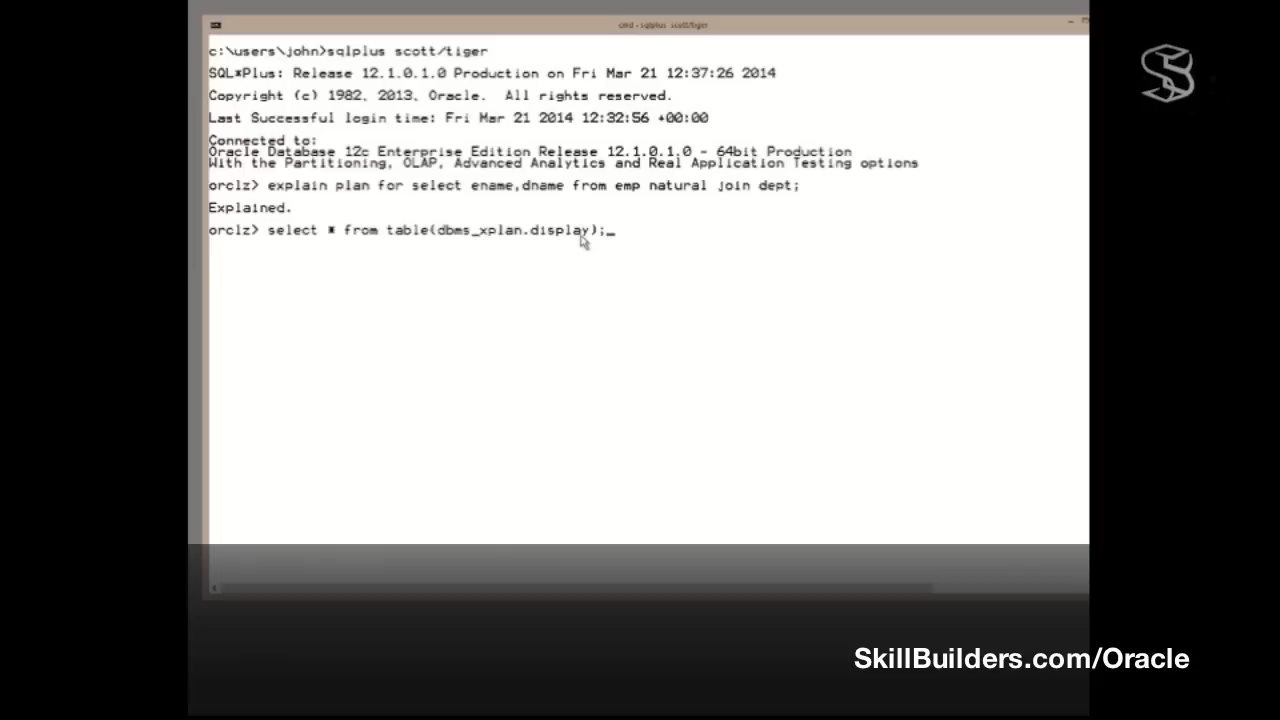 cmd - sqlplus scott/tiger
c:\users\john>sqlplus scott/tiger
SQL*Plus: Release 12.1.0.1.0 Production on Fri Mar 21 12:37:26 2014
Copyright (c) 1982, 2013, Oracle.  All rights reserved.
Last Successful login time: Fri Mar 21 2014 12:32:56 +00:00
Connected to:
Oracle Database 12c Enterprise Edition Release 12.1.0.1.0 - 64bit Production
With the Partitioning, OLAP, Advanced Analytics and Real Application Testing options
orclz> explain plan for select ename,dname from emp natural join dept;
Explained.
orclz> select * from table(dbms_xplan.display);_
SkillBuilders.com/Oracle